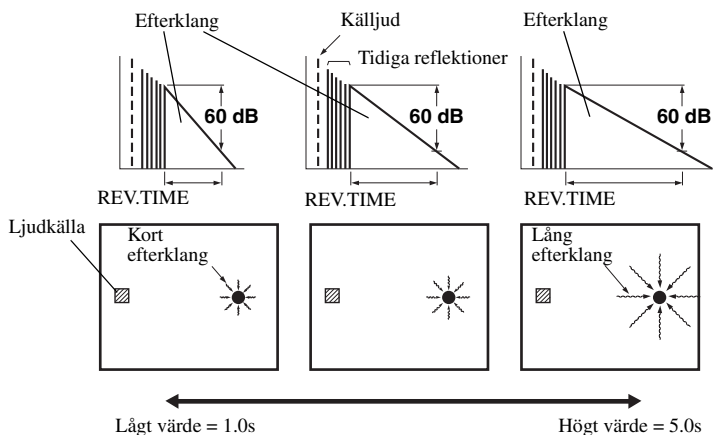 Efterklang
Källjud
Efterklang
Tidiga reflektioner
60 dB
60 dB
60 dB
REV.TIME
REV.TIME
REV.TIME
Ljudkälla
Kort
efterklang
Lång
efterklang
Lågt värde = 1.0s
Högt värde = 5.0s